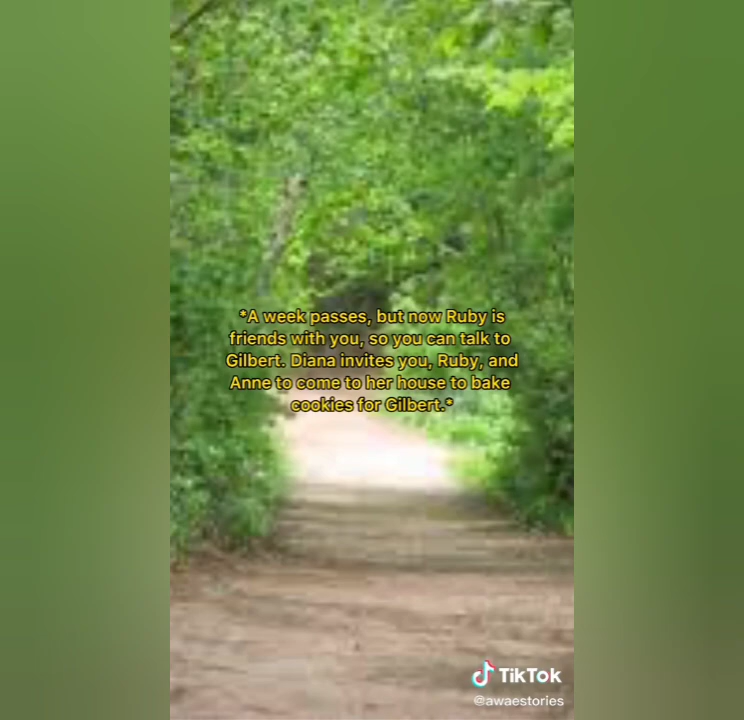 *A week passes, but now Ruby is
friends with you, so you can talk to
Gilbert. Diana invites you, Ruby, and
Anne to come to her house to bake
cookies for Gilbert.*
TikTok
@awaestories